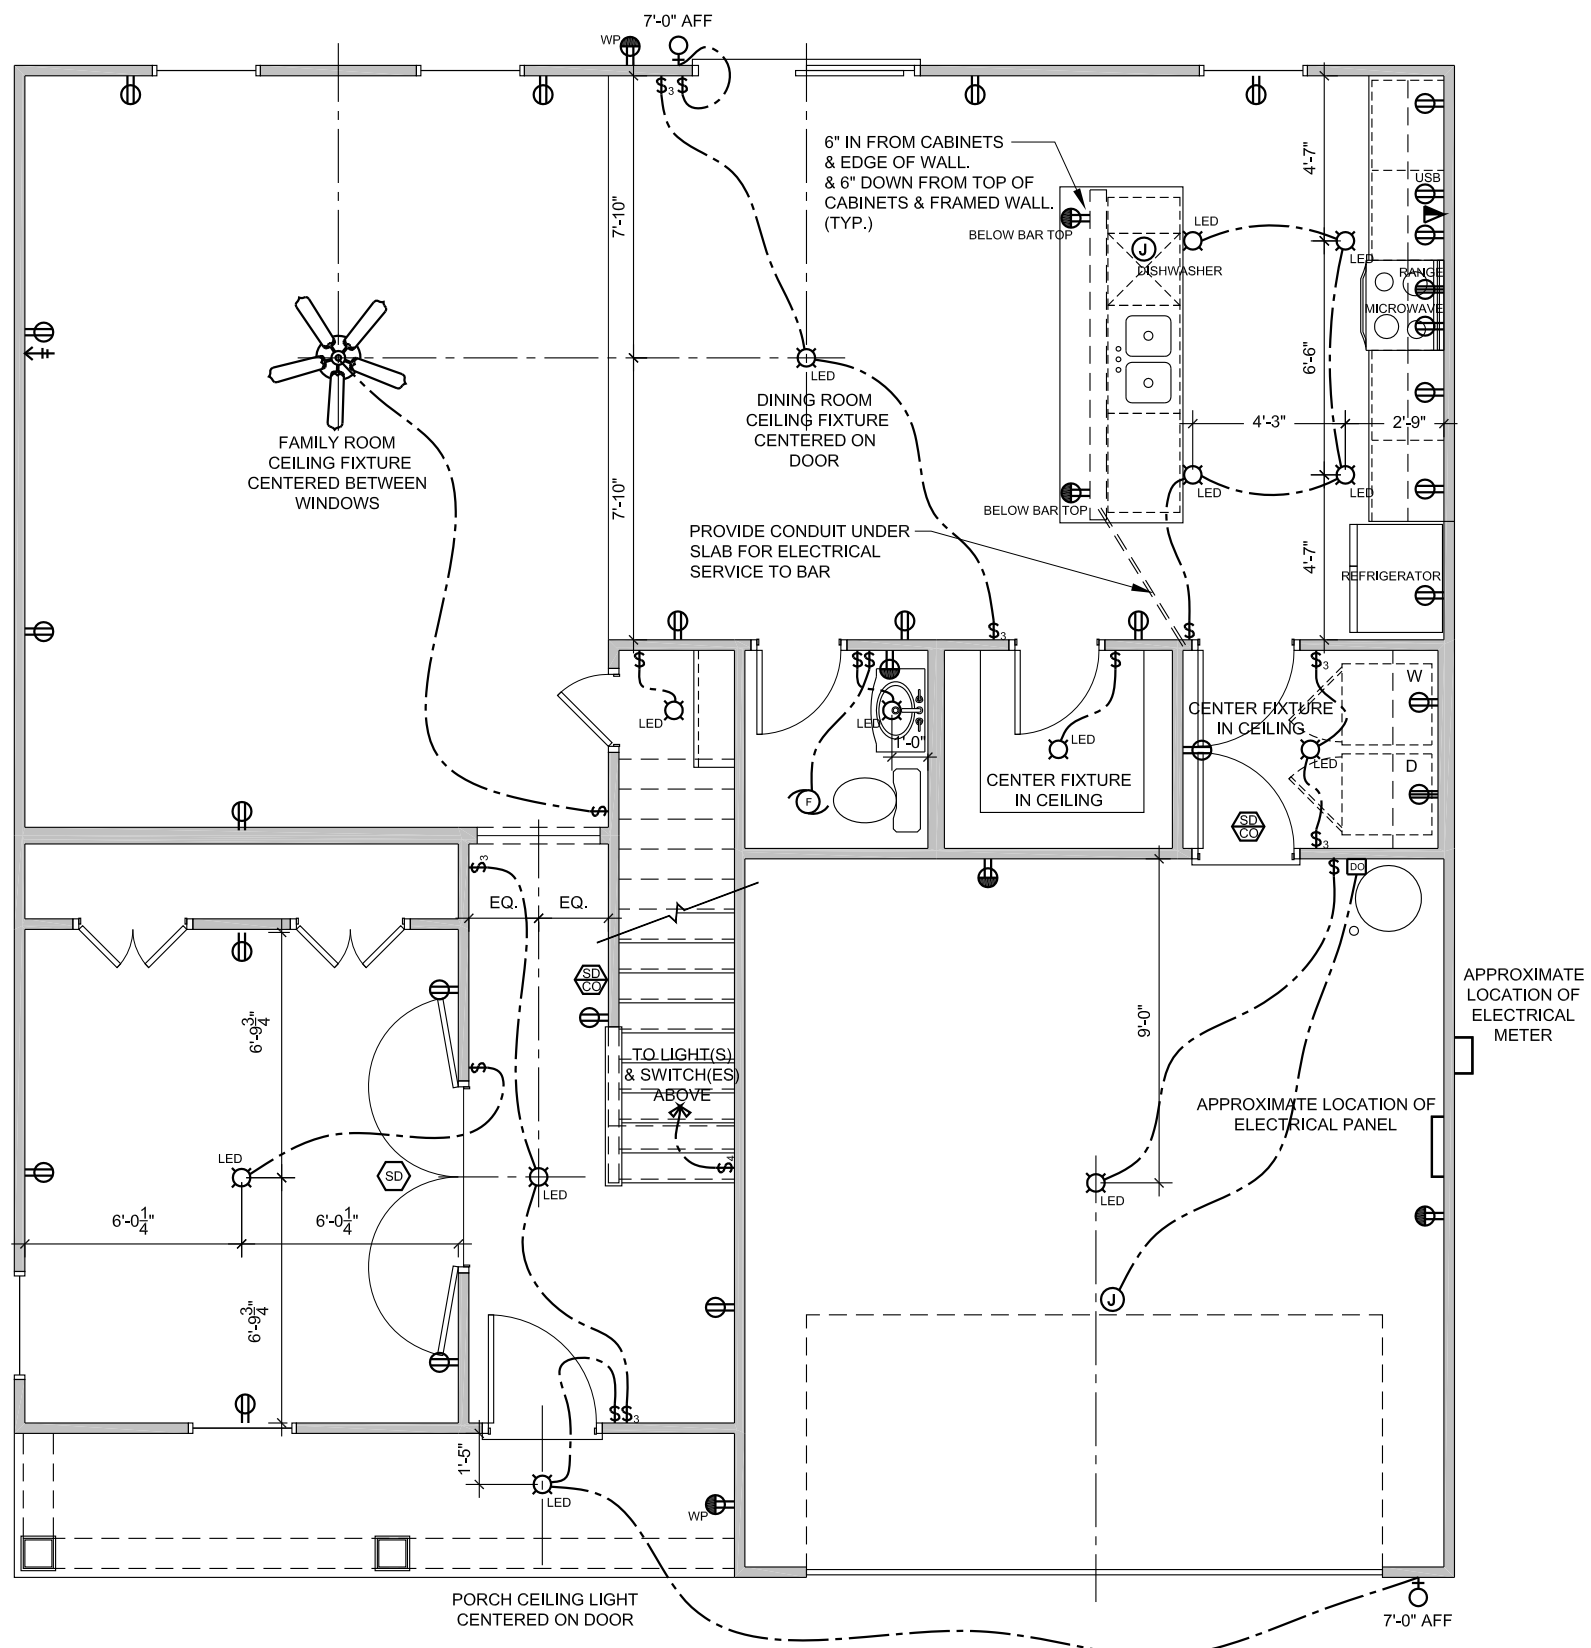 7'-0" AFF
WP
$3 $
6" IN FROM CABINETS
& EDGE OF WALL.
& 6" DOWN FROM TOP OF
CABINETS & FRAMED WALL.
(TYP.)
BELOW BAR TOP
7'-10"
4'-7"
USB
LED
LED
J
DISHWASHER
RANGE
MICROWAVE
LED
DINING ROOM
CEILING FIXTURE
CENTERED ON
DOOR
6'-6"
4'-3"
2'-9"
FAMILY ROOM
CEILING FIXTURE
CENTERED BETWEEN
WINDOWS
7'-10"
LED
LED
BELOW BAR TOP
PROVIDE CONDUIT UNDER
SLAB FOR ELECTRICAL
SERVICE TO BAR
4'-7"
REFRIGERATOR
$3
$
$
$$
$
$3
W
LED
LED
1'-0"
LED
CENTER FIXTURE
IN CEILING
LED
D
CENTER FIXTURE
IN CEILING
F
$
SD
CO
$3
$3
$
DO
EQ.
EQ.
SD
CO
APPROXIMATE
LOCATION OF
ELECTRICAL
METER
6'-9 3/4"
9'-0"
TO LIGHT(S)
& SWITCH(ES)
ABOVE
$
APPROXIMATE LOCATION OF
ELECTRICAL PANEL
$4
LED
SD
LED
LED
6'-0 1/4"
6'-0 1/4"
J
6'-9 3/4"
$$3
1'-5"
LED
WP
PORCH CEILING LIGHT
CENTERED ON DOOR
7'-0" AFF